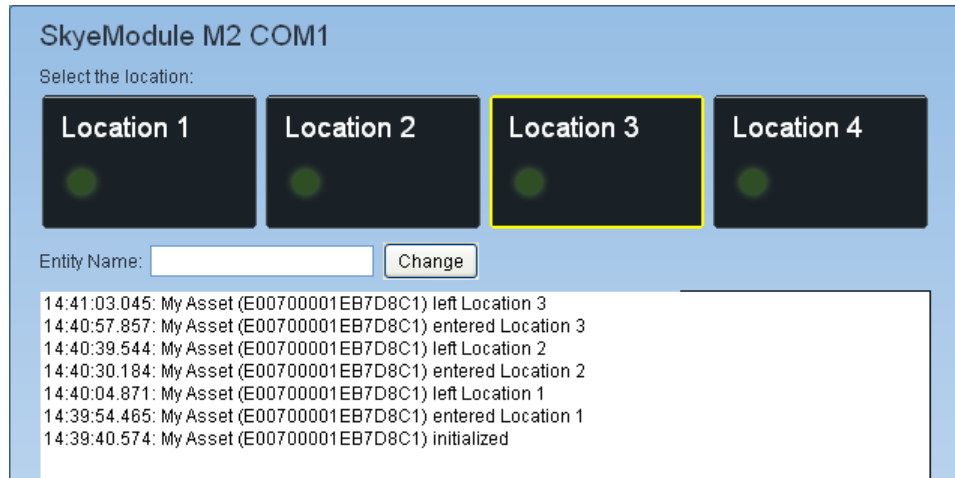 SkyeModule M2 COM1
Select the location:
Location 1
Location 2
Location 3
Location 4
Entity Name:
Change
14:41:03.045: My Asset (E00700001EB7D8C1) left Location 3
14:40:57.857: My Asset (E00700001EB7D8C1) entered Location 3
14:40:39.544: My Asset (E00700001EB7D8C1) left Location 2
14:40:30.184: My Asset (E00700001EB7D8C1) entered Location 2
14:40:04.871: My Asset (E00700001EB7D8C1) left Location 1
14:39:54.465: My Asset (E00700001EB7D8C1) entered Location 1
14:39:40.574: My Asset (E00700001EB7D8C1) initialized